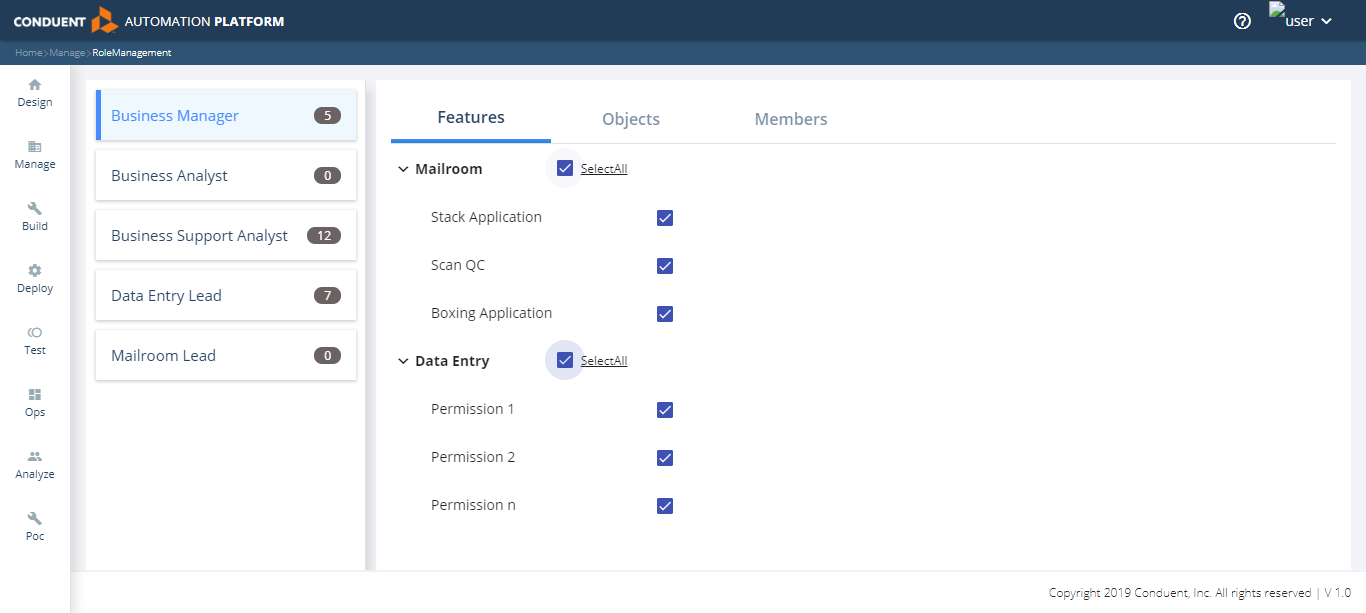 CONDUENT AUTOMATION PLATFORM
user
Home>Manage>RoleManagement
Design
Manage
Build
Deploy
Test
Ops
Analyze
Poc
Business Manager 5
Business Analyst 0
Business Support Analyst 12
Data Entry Lead 7
Mailroom Lead 0
Features Objects Members
Mailroom SelectAll
Stack Application
Scan QC
Boxing Application
Data Entry SelectAll
Permission 1
Permission 2
Permission n
Copyright 2019 Conduent, Inc. All rights reserved | V 1.0